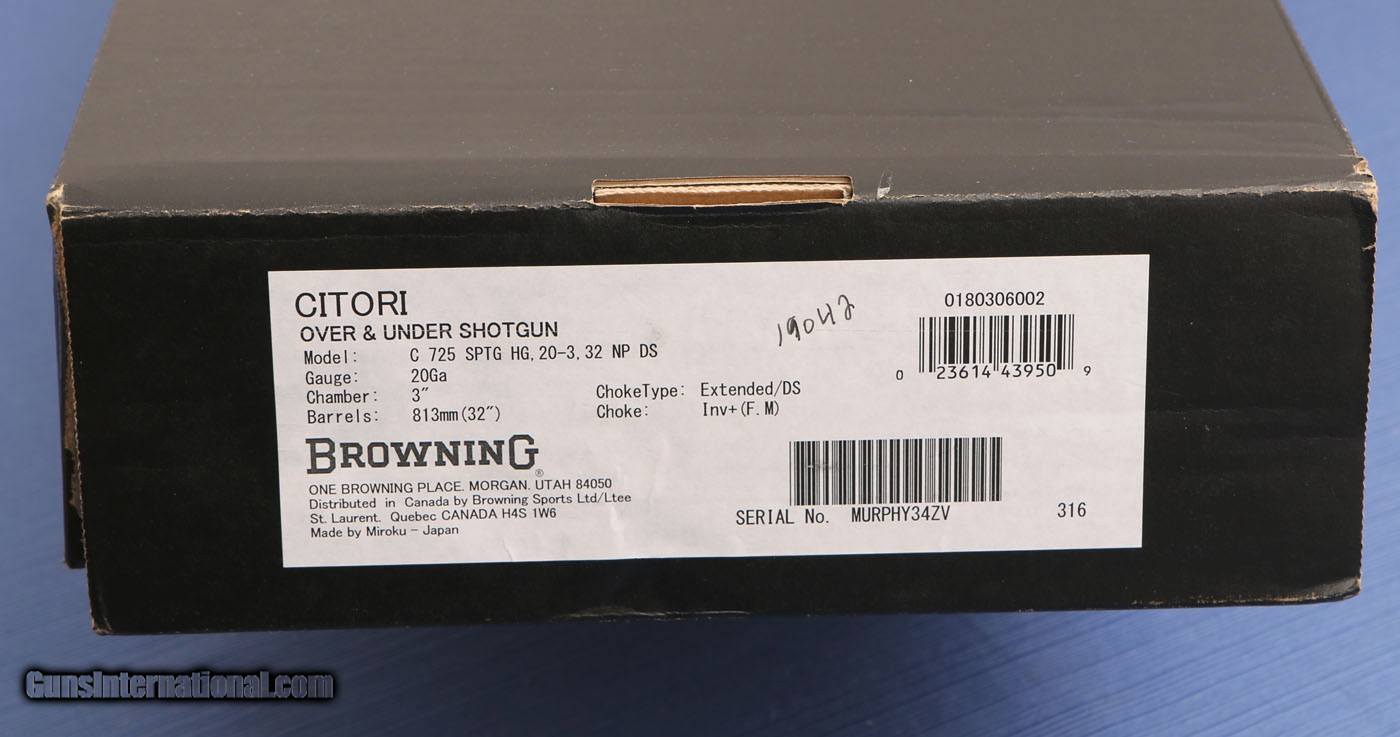 CITORI
OVER & UNDER SHOTGUN
Model: C 725 SPTG HG, 20-3, 32 NP DS
Gauge: 20Ga
Chamber: 3"
Barrels: 813mm(32")
ChokeType: Extended/DS
Choke: Inv+(F.M)
19042
0180306002
0 23614 43950 9
BROWNING®
ONE BROWNING PLACE. MORGAN. UTAH 84050
Distributed in Canada by Browning Sports Ltd/Ltee
St. Laurent. Quebec CANADA H4S 1W6
Made by Miroku - Japan
SERIAL No. MURPHY34ZV 316
GunsInternational.com